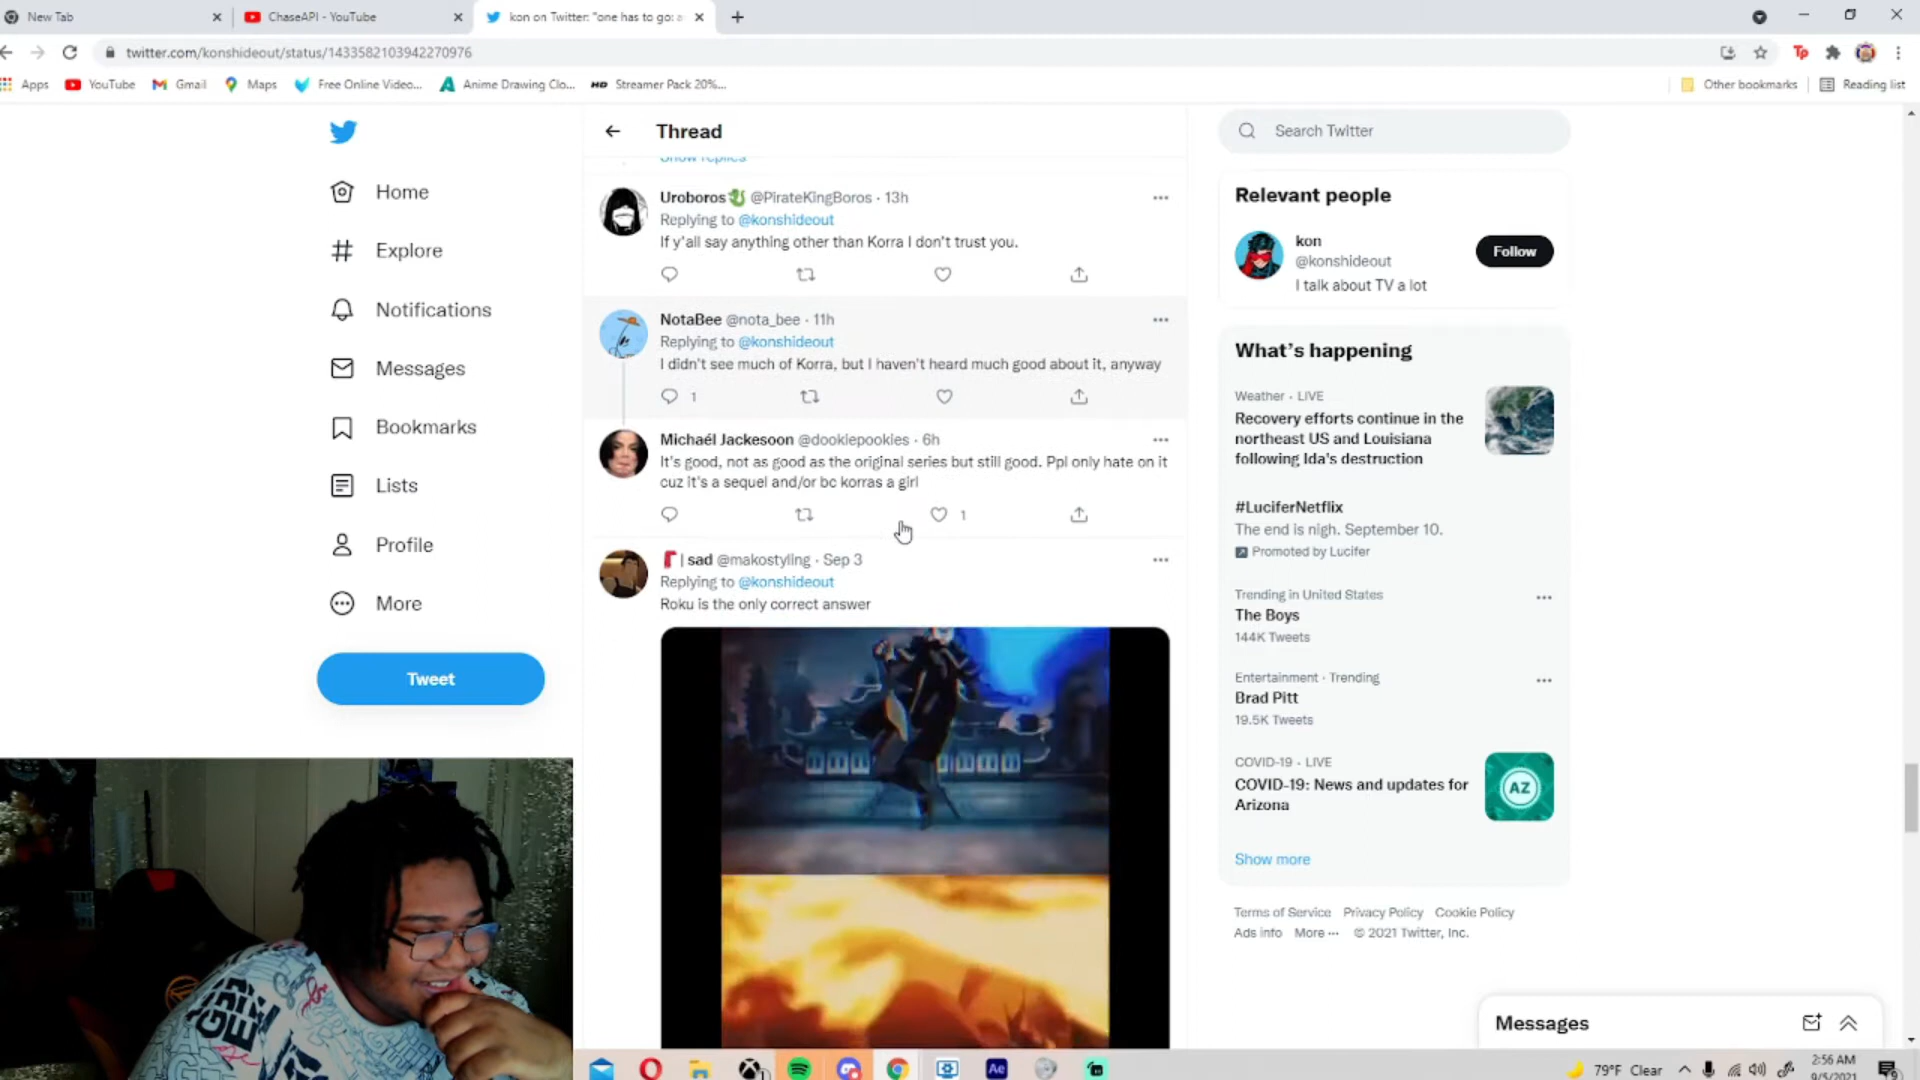 New Tab
ChaseAPI - YouTube
kon on Twitter: "one has to go: a
twitter.com/konshideout/status/1433582103942270976
Apps
YouTube
Gmail
Maps
Free Online Video...
Anime Drawing Clo...
HD
Streamer Pack 20%...
Other bookmarks
Reading list
Home
Explore
Notifications
Messages
Bookmarks
Lists
Profile
More
Tweet
Thread
Show replies
Uroboros @PirateKingBoros · 13h
Replying to @konshideout
If y'all say anything other than Korra I don't trust you.
NotaBee @nota_bee · 11h
Replying to @konshideout
I didn't see much of Korra, but I haven't heard much good about it, anyway
1
Michaél Jackesoon @dookiepookies · 6h
It's good, not as good as the original series but still good. Ppl only hate on it
cuz it's a sequel and/or bc korras a girl
1
| sad @makostyling · Sep 3
Replying to @konshideout
Roku is the only correct answer
Search Twitter
Relevant people
kon
@konshideout
I talk about TV a lot
Follow
What's happening
Weather · LIVE
Recovery efforts continue in the
northeast US and Louisiana
following Ida's destruction
#LuciferNetflix
The end is nigh. September 10.
Promoted by Lucifer
Trending in United States
The Boys
144K Tweets
Entertainment · Trending
Brad Pitt
19.5K Tweets
COVID-19 · LIVE
COVID-19: News and updates for
Arizona
AZ
Show more
Terms of Service Privacy Policy Cookie Policy
Ads info More ··· © 2021 Twitter, Inc.
Messages
Ae
79°F Clear
2:56 AM
9/5/2021